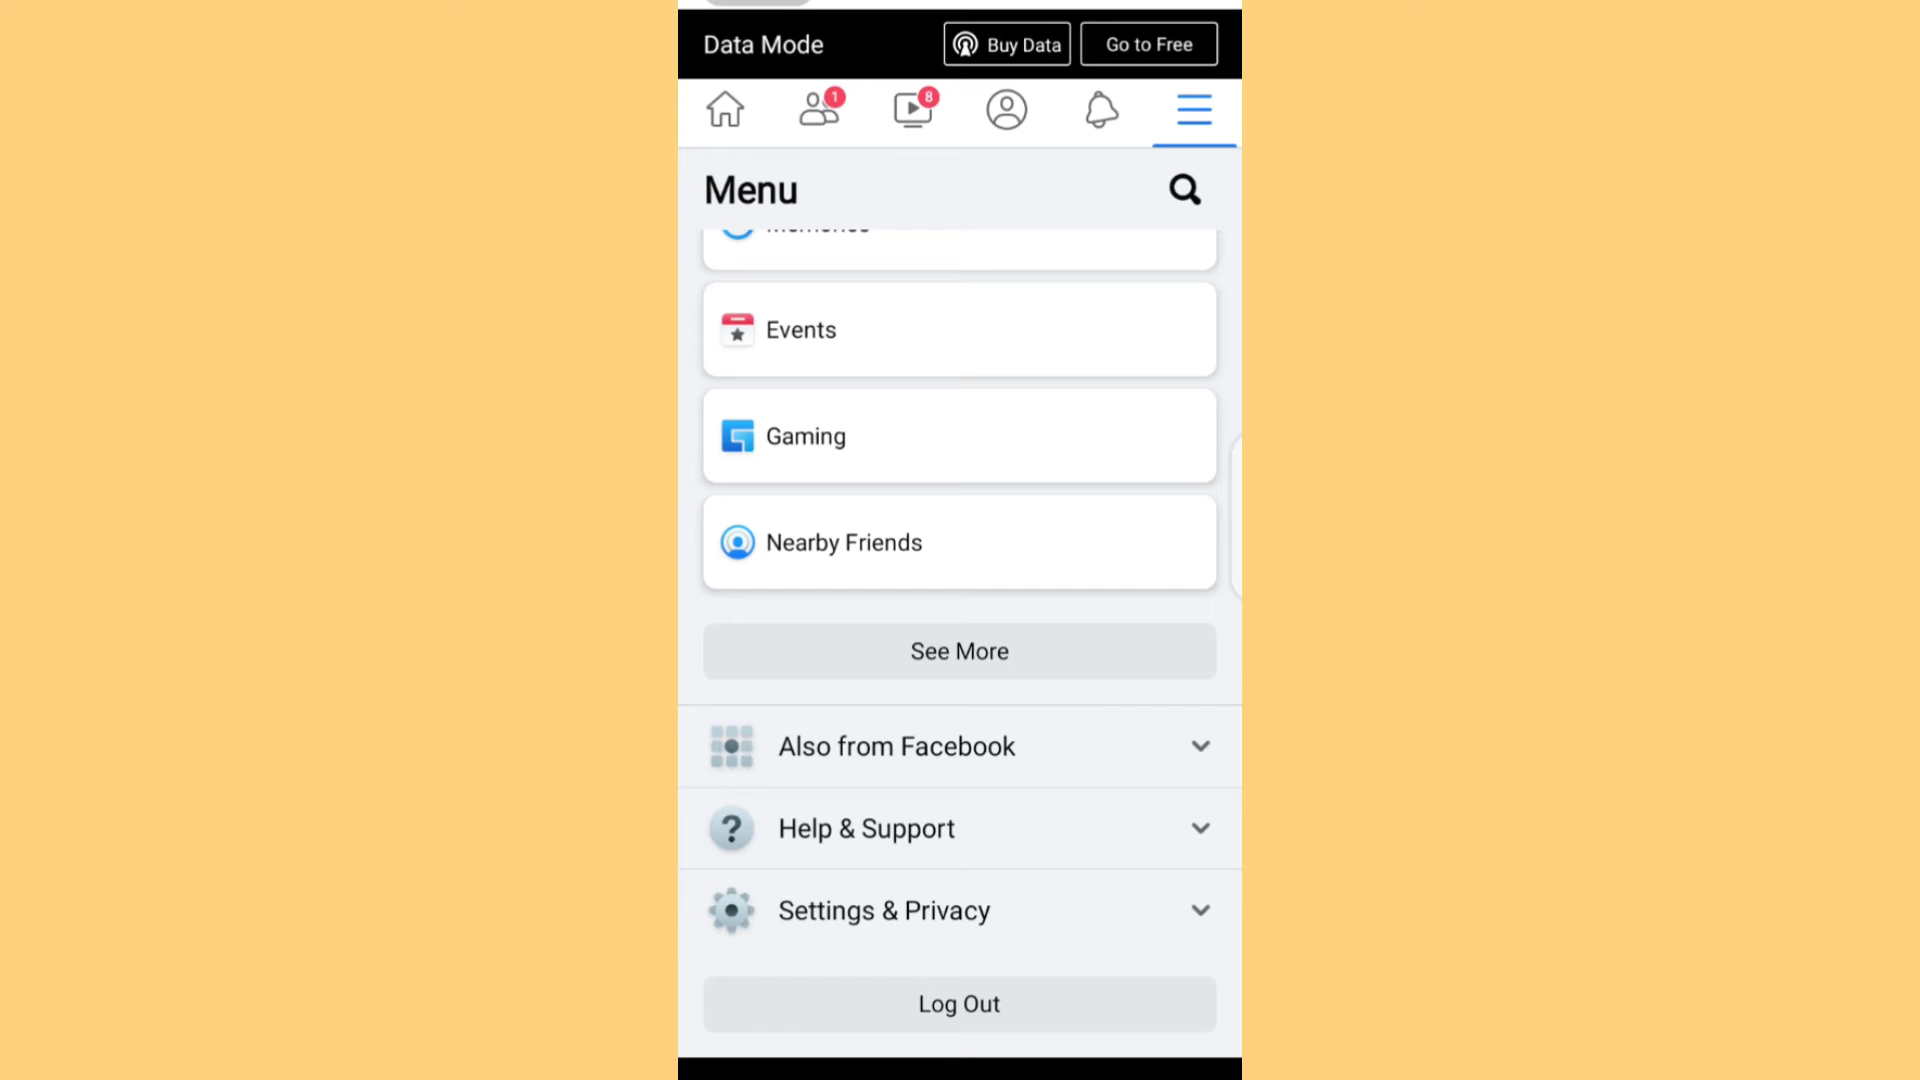 Data Mode
Buy Data
Go to Free
1
8
Menu
Memories
Events
Gaming
Nearby Friends
See More
Also from Facebook
? Help & Support
Settings & Privacy
Log Out